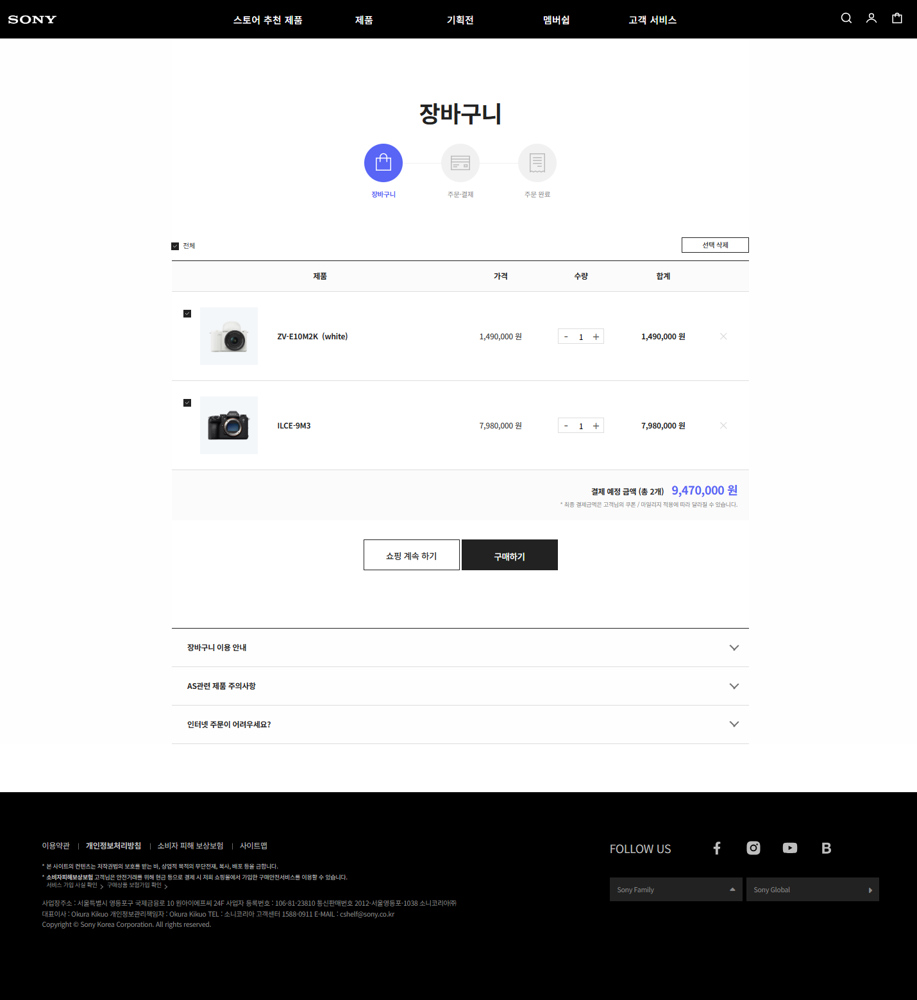 SONY 스토어 추천 제품 제품 기획전 멤버쉽 고객 서비스
장바구니
장바구니 주문·결제 주문 완료
전체 선택 삭제
제품 가격 수량 합계
ZV-E10M2K (white) 1,490,000 원 - 1 + 1,490,000 원
ILCE-9M3 7,980,000 원 - 1 + 7,980,000 원
결제 예정 금액 (총 2개) 9,470,000 원
* 최종 결제금액은 고객님의 쿠폰 / 마일리지 적용에 따라 달라질 수 있습니다.
쇼핑 계속 하기 구매하기
장바구니 이용 안내
AS관련 제품 주의사항
인터넷 주문이 어려우세요?
이용약관 | 개인정보처리방침 | 소비자 피해 보상보험 | 사이트맵
FOLLOW US
* 본 사이트의 컨텐츠는 저작권법의 보호를 받는 바, 상업적 목적의 무단전재, 복사, 배포 등을 금합니다.
* 소비자피해보상보험 고객님은 안전거래를 위해 현금 등으로 결제 시 저희 쇼핑몰에서 가입한 구매안전서비스를 이용할 수 있습니다.
서비스 가입 사실 확인 > 구매상품 보험가입 확인 >
Sony Family Sony Global
사업장주소 : 서울특별시 영등포구 국제금융로 10 원아이에프씨 24F 사업자 등록번호 : 106-81-23810 통신판매번호 2012-서울영등포-1038 소니코리아㈜
대표이사 : Okura Kikuo 개인정보관리책임자 : Okura Kikuo TEL : 소니코리아 고객센터 1588-0911 E-MAIL : cshelf@sony.co.kr
Copyright © Sony Korea Corporation. All rights reserved.